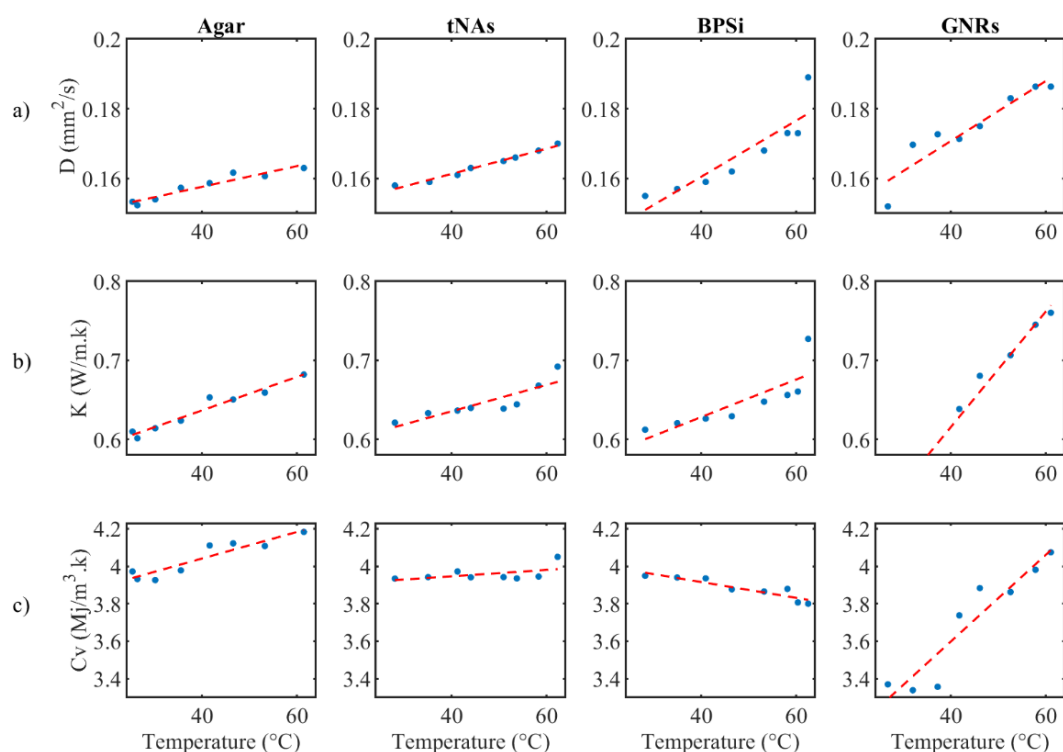 Agar tNAs BPSi GNRs
a)
D (mm²/s)
0.2 0.2 0.2 0.2
0.18 0.18 0.18 0.18
0.16 0.16 0.16 0.16
40 60 40 60 40 60 40 60
b)
K (W/m.k)
0.8 0.8 0.8 0.8
0.7 0.7 0.7 0.7
0.6 0.6 0.6 0.6
40 60 40 60 40 60 40 60
c)
Cv (Mj/m³.k)
4.2 4.2 4.2 4.2
4 4 4 4
3.8 3.8 3.8 3.8
3.6 3.6 3.6 3.6
3.4 3.4 3.4 3.4
40 60 40 60 40 60 40 60
Temperature (°C) Temperature (°C) Temperature (°C) Temperature (°C)